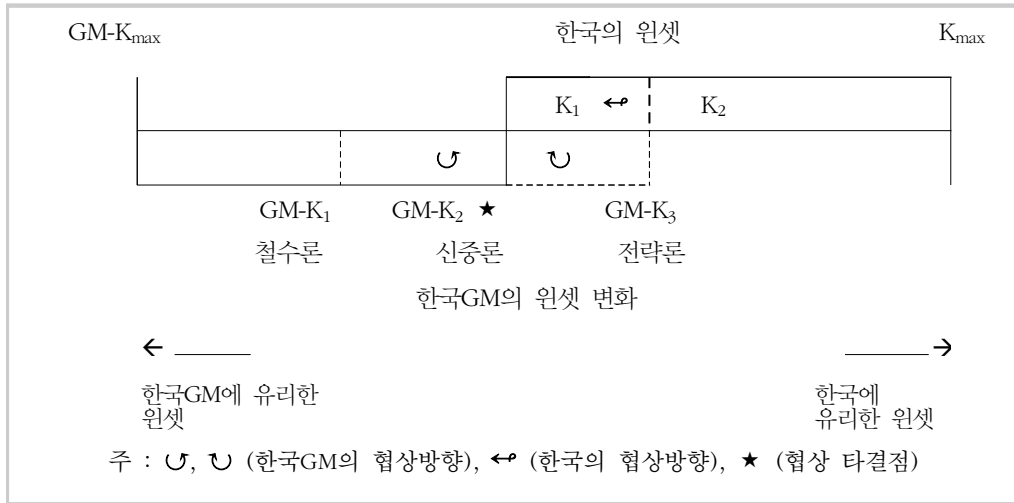 GM-Kmax 한국의 윈셋 Kmax
K1 ↫ K2
↺ ↻
GM-K1 GM-K2 ★ GM-K3
철수론 신중론 전략론
한국GM의 윈셋 변화
← →
한국GM에 유리한 한국에
윈셋 유리한 윈셋
주 : ↺, ↻ (한국GM의 협상방향), ↫ (한국의 협상방향), ★ (협상 타결점)